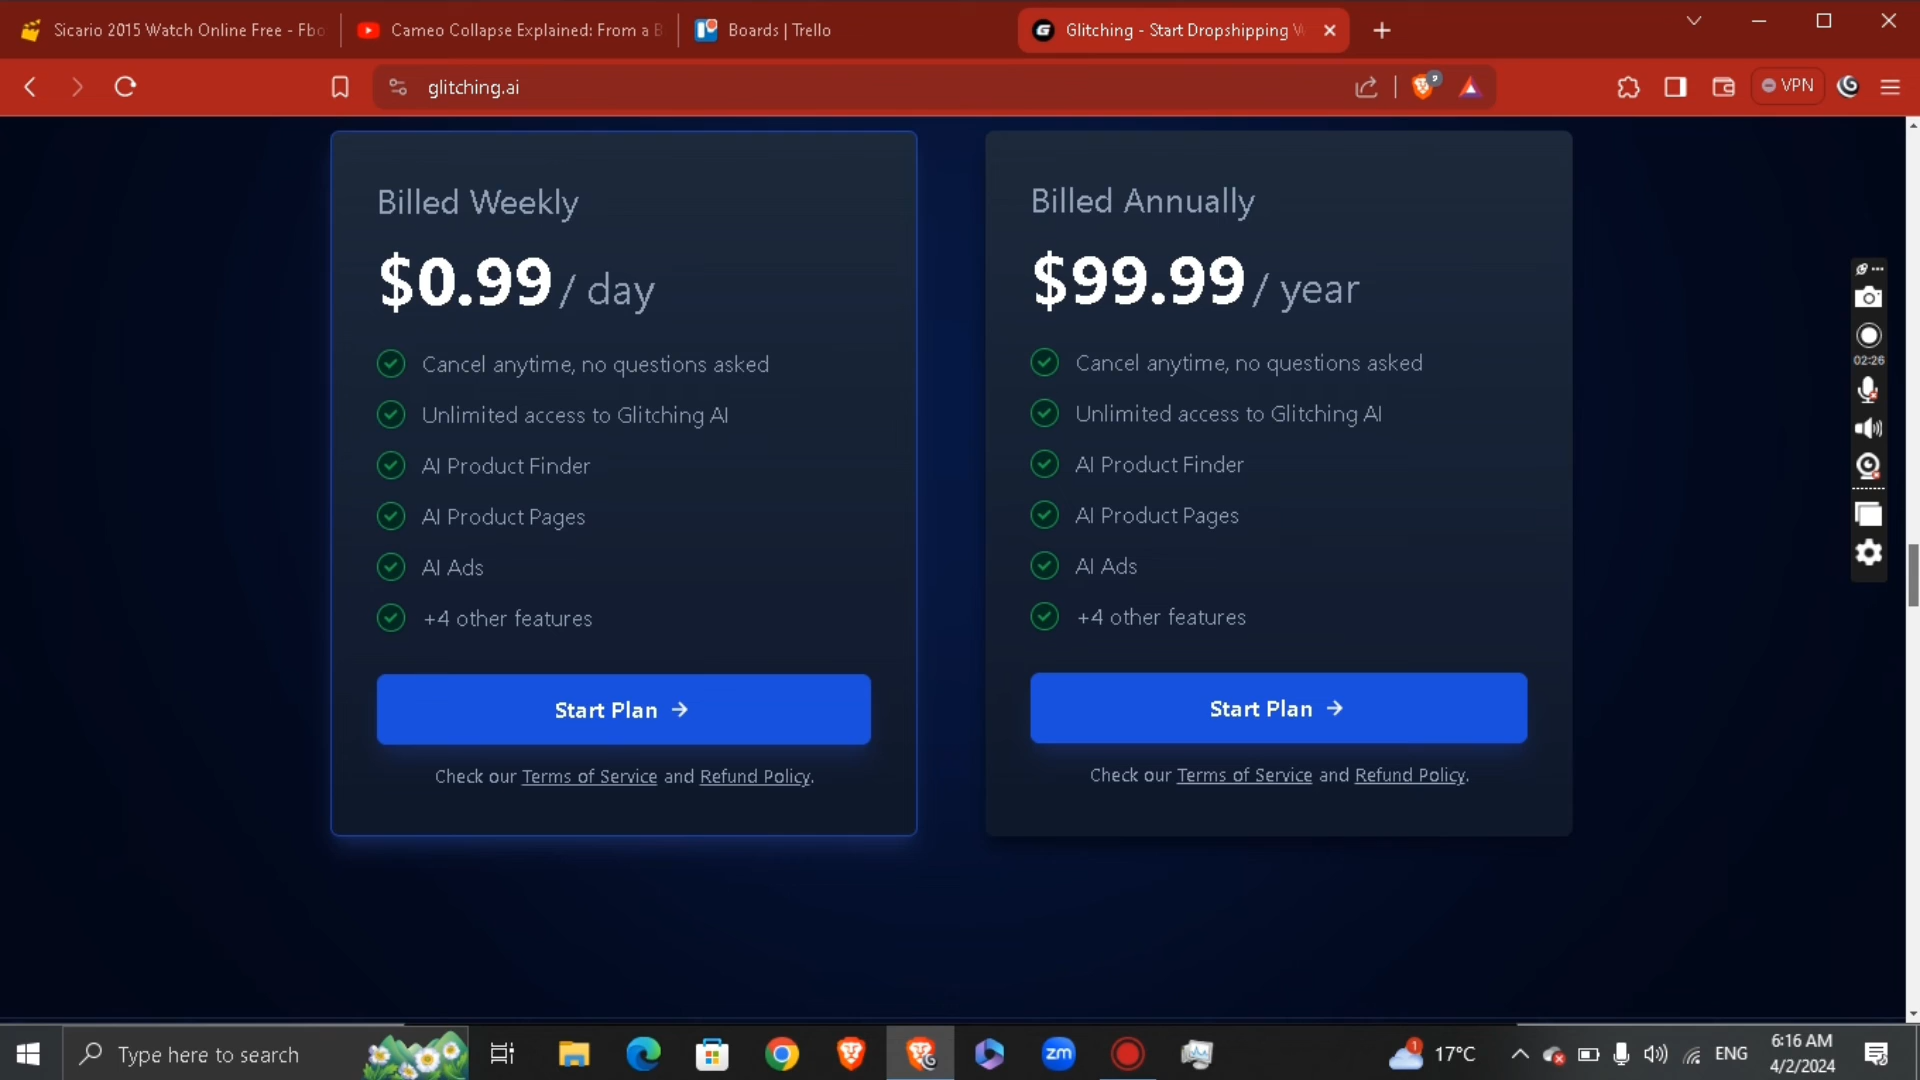 Sicario 2015 Watch Online Free - Fbo
Cameo Collapse Explained: From a B
Boards | Trello
Glitching - Start Dropshipping W
glitching.ai
9
VPN
Billed Weekly
$0.99 / day
Cancel anytime, no questions asked
Unlimited access to Glitching AI
AI Product Finder
AI Product Pages
AI Ads
+4 other features
Start Plan →
Check our Terms of Service and Refund Policy.
Billed Annually
$99.99 / year
Cancel anytime, no questions asked
Unlimited access to Glitching AI
AI Product Finder
AI Product Pages
AI Ads
+4 other features
Start Plan →
Check our Terms of Service and Refund Policy.
02:26
Type here to search
zm
1
17°C
ENG
6:16 AM
4/2/2024